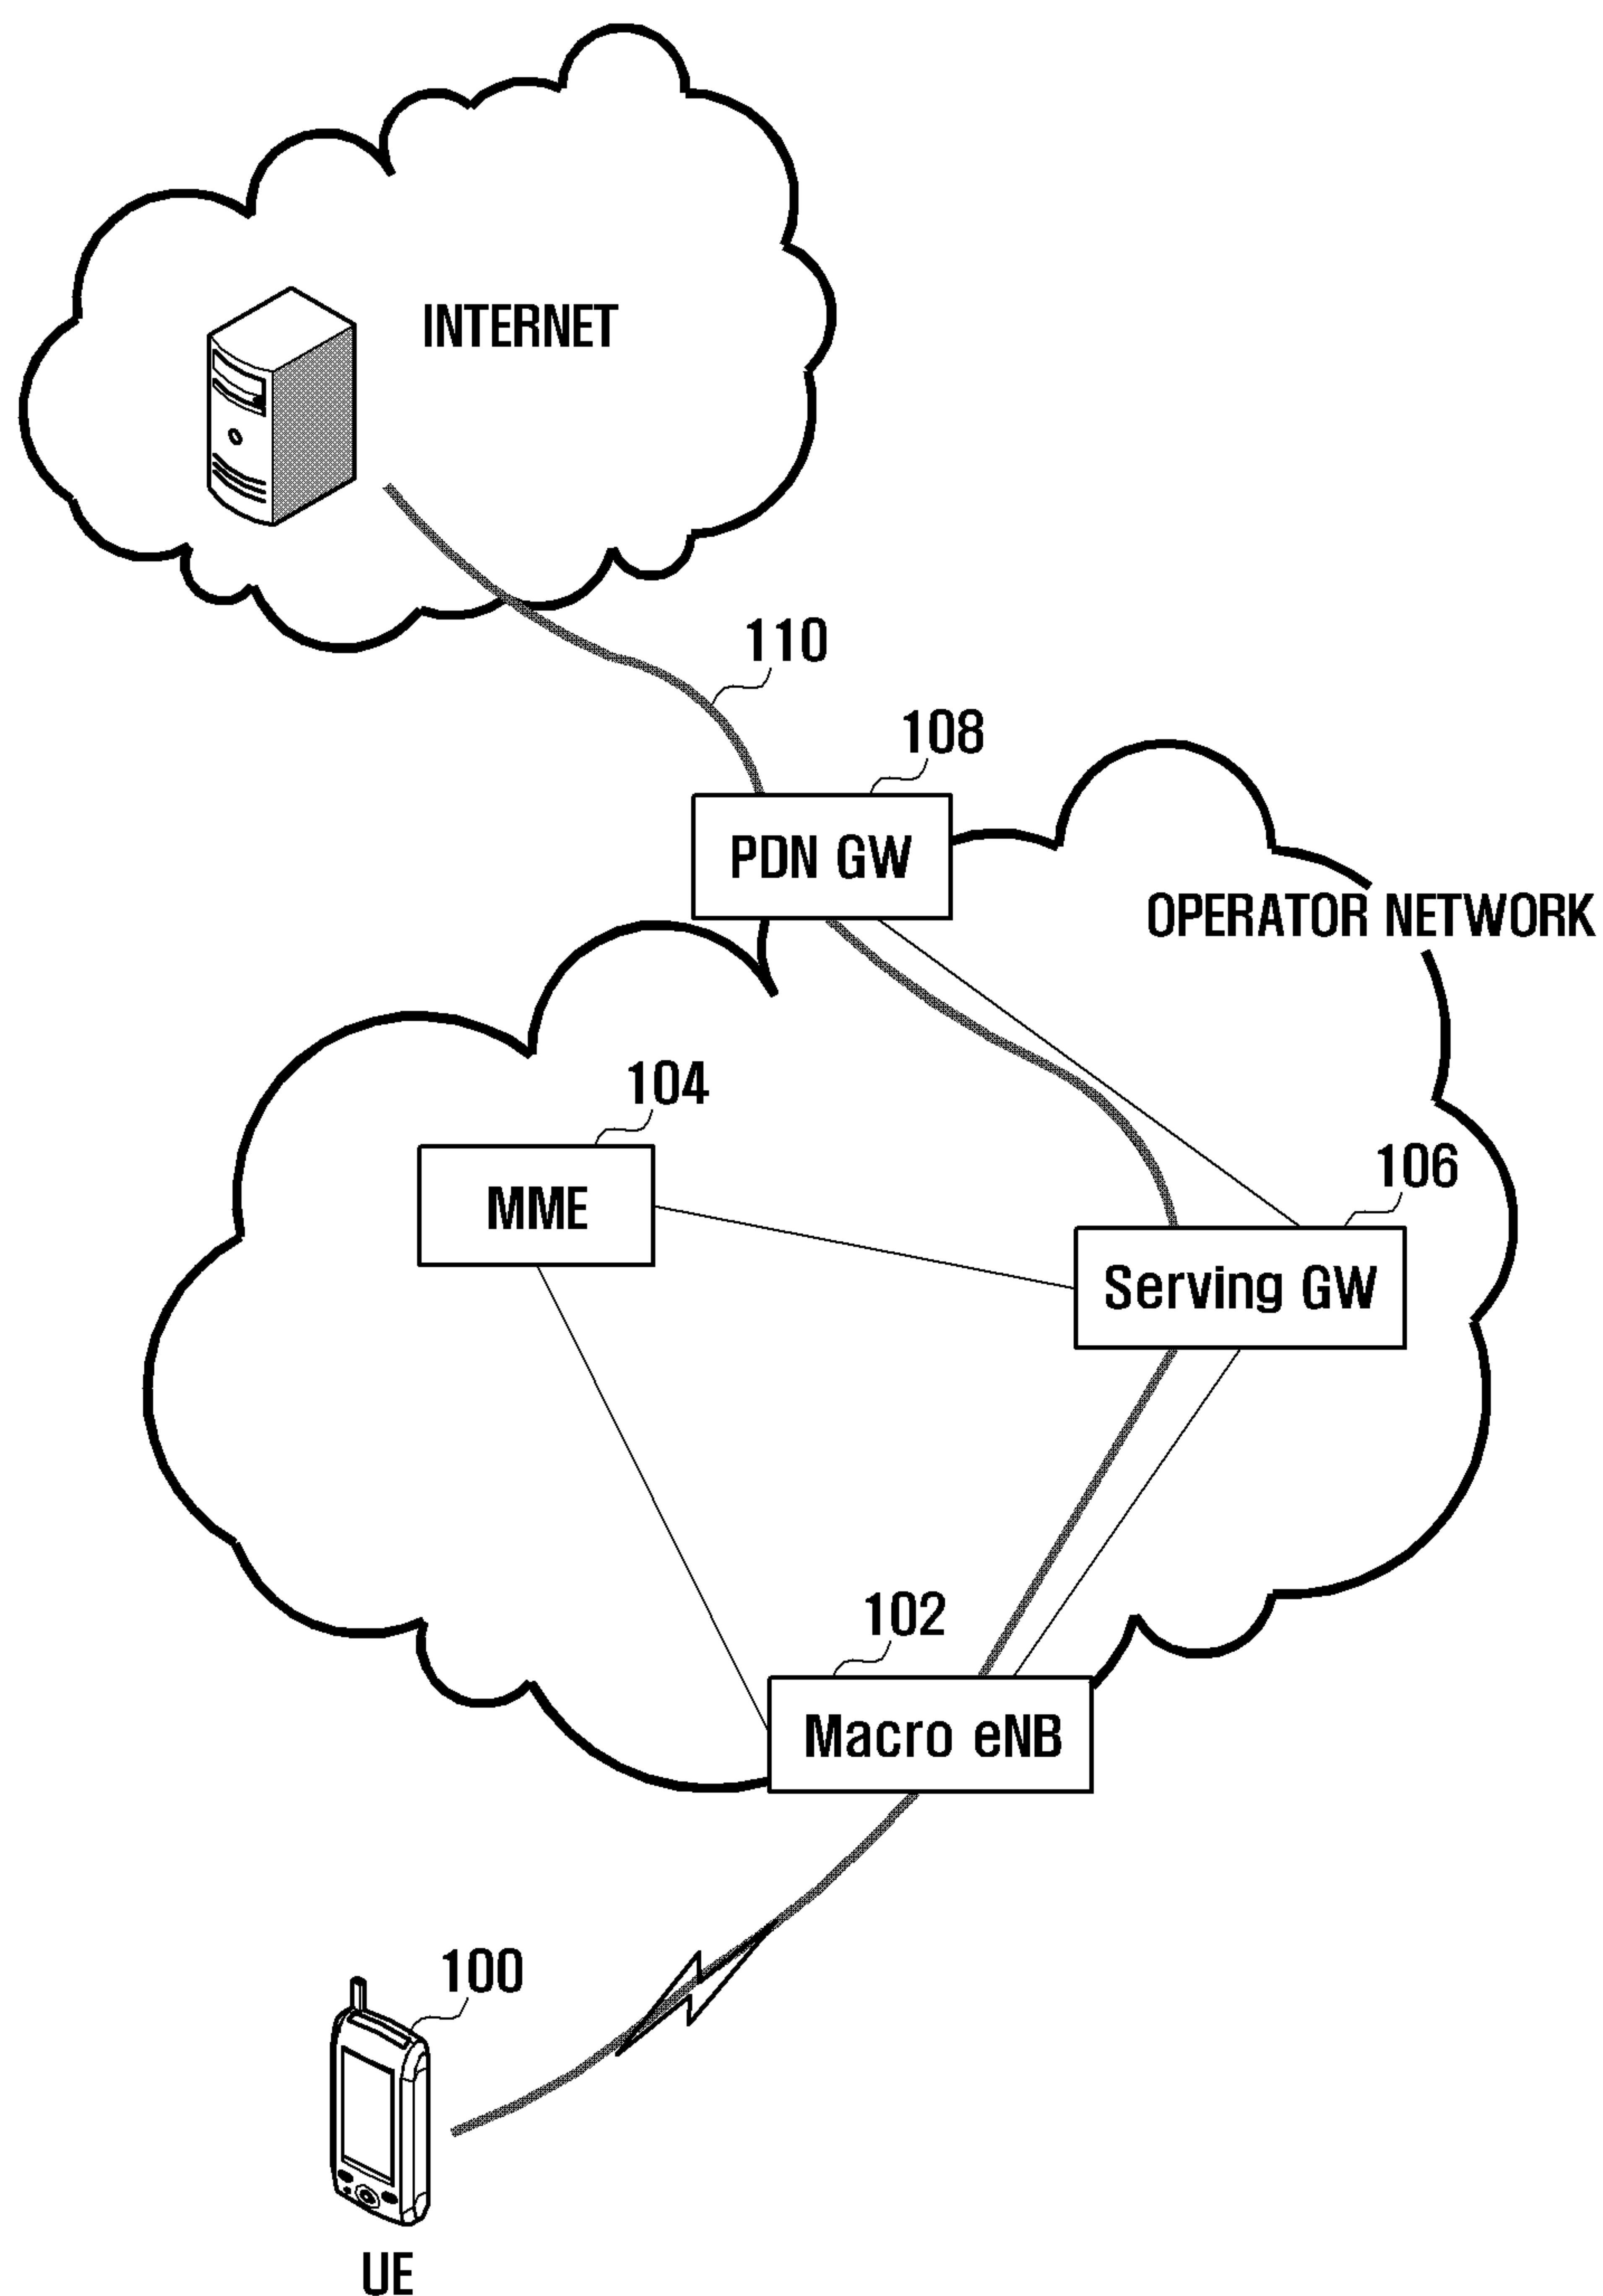 INTERNET
110
108
PDN GW
OPERATOR NETWORK
104
MME
106
Serving GW
102
Macro eNB
100
UE